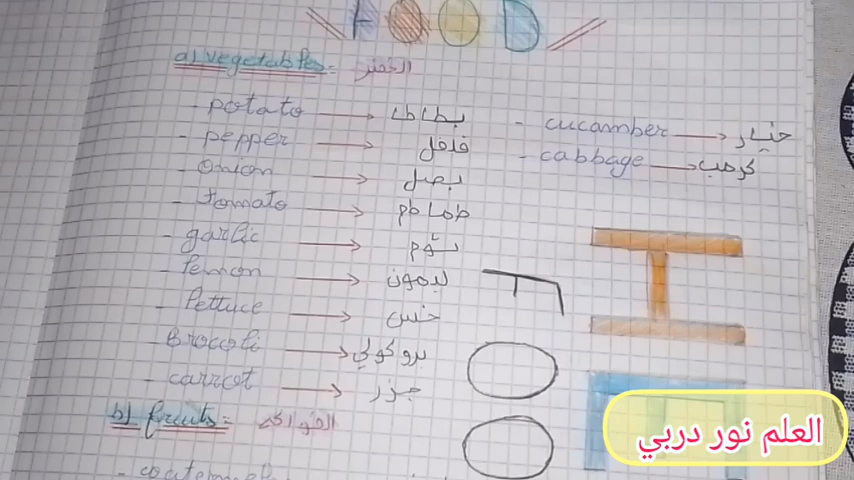 FOOD
a) vegetables = الخضر
- potato → بطاطا
- pepper → فلفل
- Onion → بصل
- tomato → طماطم
- garlic → ثوم
- lemon → ليمون
- lettuce → خس
- Broccoli → بروكولي
- carrot → جزر
- cucamber → خيار
- cabbage → كرمب
b) fruits = الفواكه
العلم نور دربي